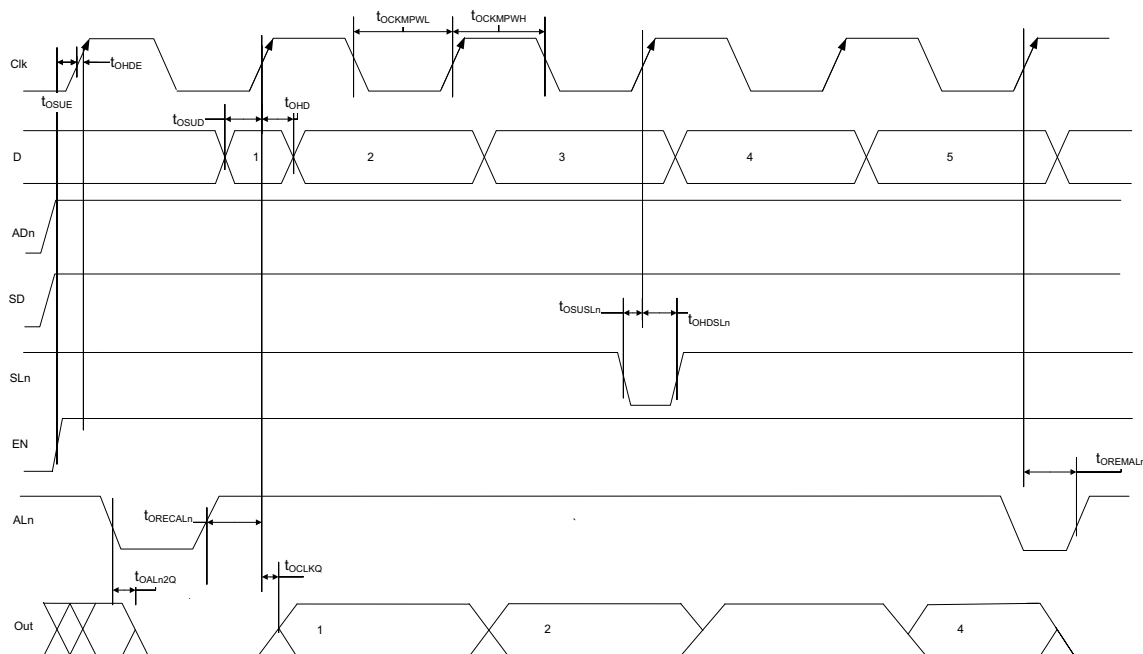 tOCKMPWL
tOCKMPWH
Clk
tOHDE
tOSUE
tOSUD
tOHD
D
1
2
3
4
5
ADn
SD
tOSUSLn
tOHDSLn
SLn
EN
tOREMALn
ALn
tORECALn
tOALn2Q
tOCLKQ
Out
1
2
4